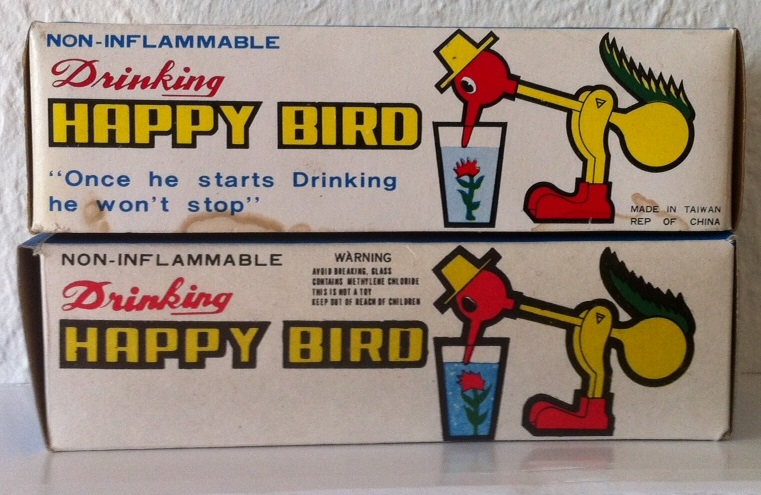 NON-INFLAMMABLE
Drinking
HAPPY BIRD
"Once he starts Drinking
he won't stop"
MADE IN TAIWAN
REP OF CHINA
NON-INFLAMMABLE
Drinking
HAPPY BIRD
WARNING
AVOID BREAKING, GLASS
CONTAINS METHYLENE CHLORIDE
THIS IS NOT A TOY
KEEP OUT OF REACH OF CHILDREN